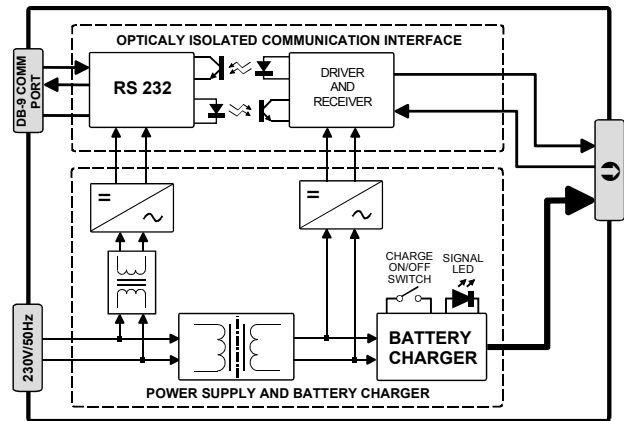 OPTICALY ISOLATED COMMUNICATION INTERFACE
DB-9 COMM
PORT
RS 232
DRIVER
AND
RECEIVER
CHARGE
ON/OFF
SWITCH
SIGNAL
LED
230V/50Hz
BATTERY
CHARGER
POWER SUPPLY AND BATTERY CHARGER